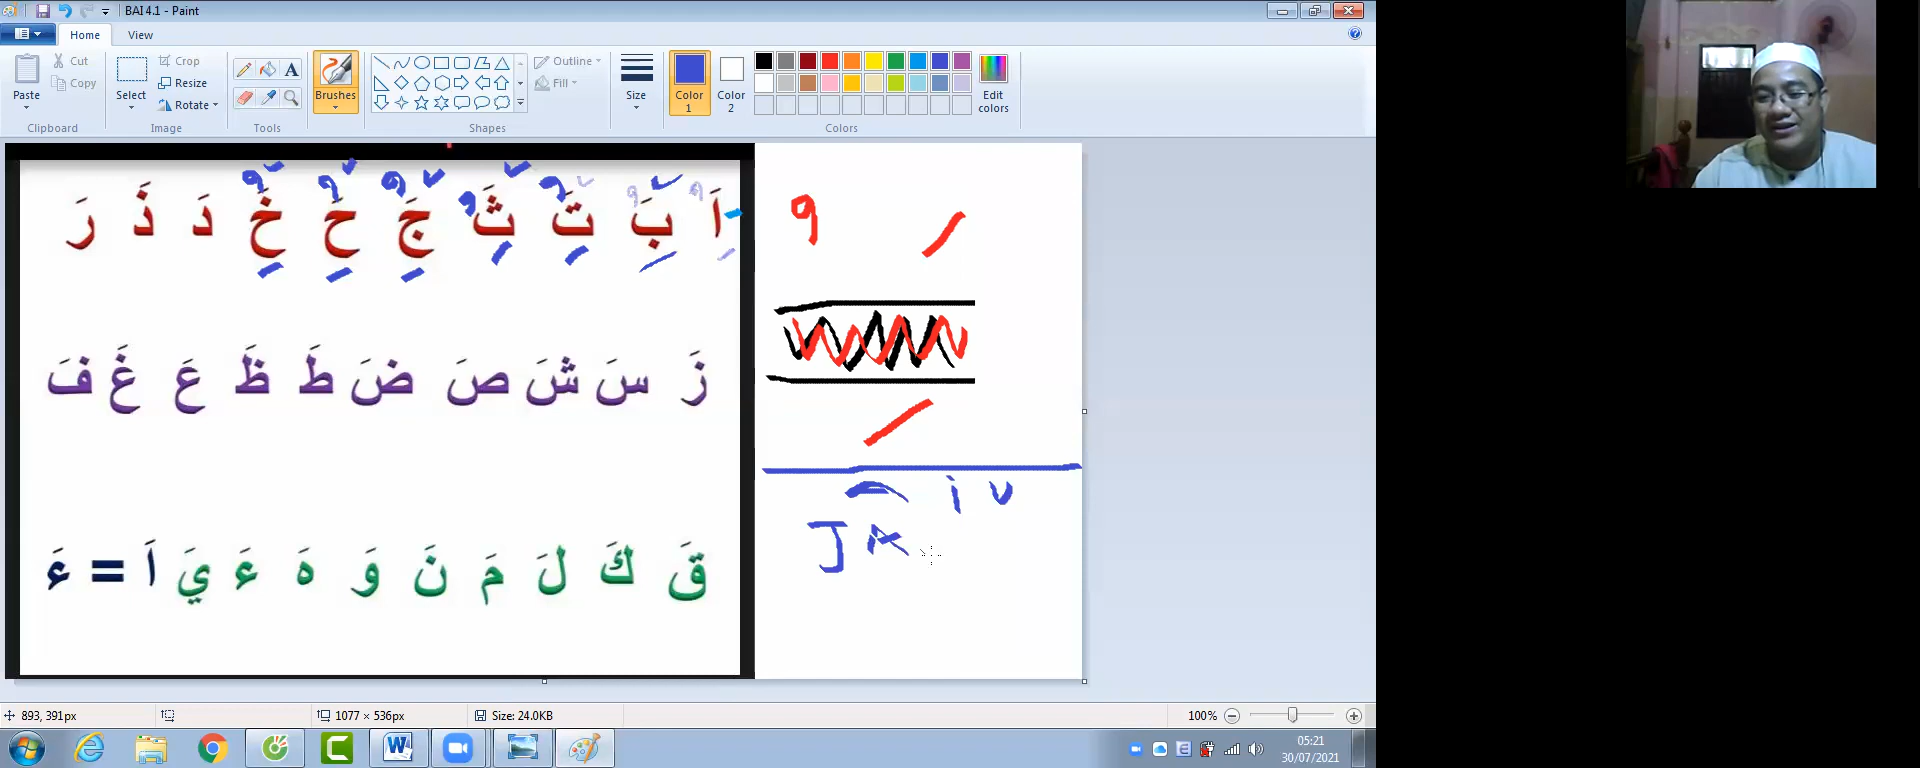 BAI 4.1 - Paint
Home View
Cut
Copy
Paste
Clipboard
Crop
Resize
Rotate
Select
Image
Tools
Brushes
Outline
Fill
Shapes
Size
Color 1
Color 2
Edit colors
Colors
اَ بَ تَ ثَ جَ حَ خَ دَ ذَ رَ
زَ سَ شَ صَ ضَ طَ ظَ عَ غَ فَ
قَ كَ لَ مَ نَ وَ هَ ءَ يَ اَ = ءَ
i v
J A
893, 391px
1077 × 536px
Size: 24.0KB
100%
05:21
30/07/2021